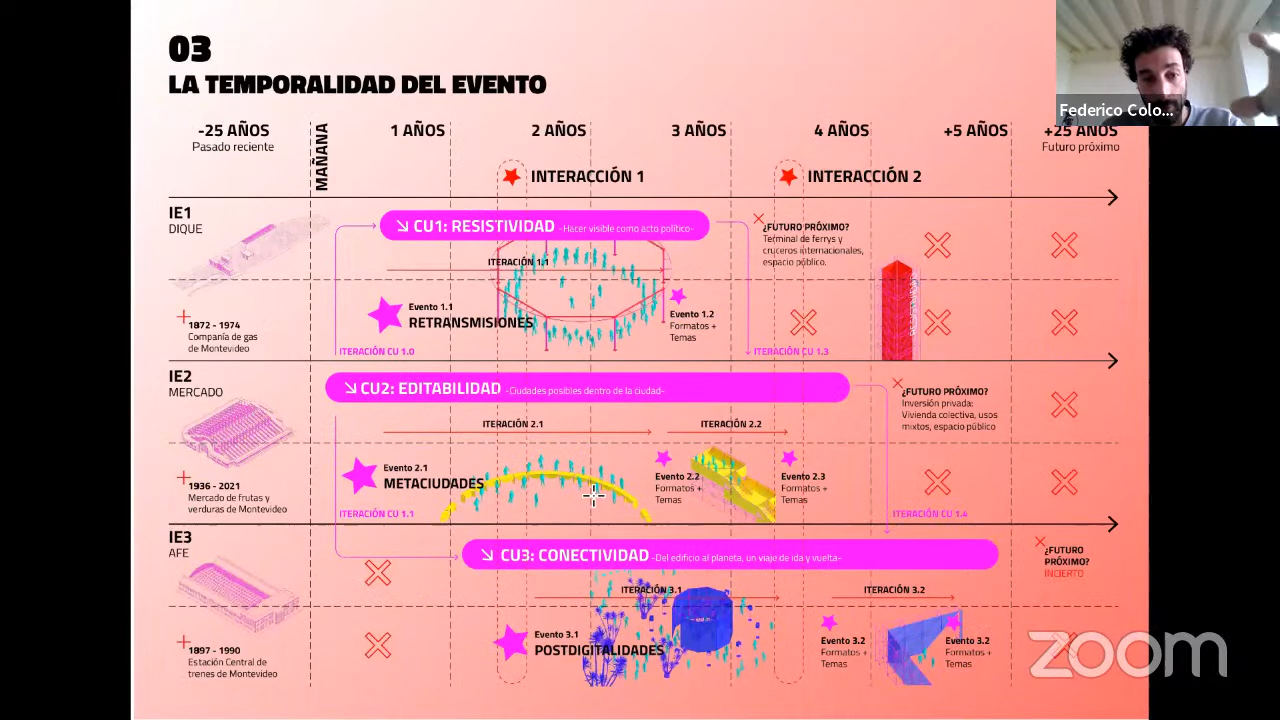 03
LA TEMPORALIDAD DEL EVENTO
Federico Colo...
-25 AÑOS
Pasado reciente
MAÑANA
1 AÑOS
2 AÑOS
3 AÑOS
4 AÑOS
+5 AÑOS
+25 AÑOS
Futuro próximo
INTERACCIÓN 1
INTERACCIÓN 2
IE1
DIQUE
CU1: RESISTIVIDAD -Hacer visible como acto político-
ITERACIÓN 1.1
¿FUTURO PRÓXIMO?
Terminal de ferrys y
cruceros internacionales,
espacio público.
RESISTIVIDAD
Evento 1.1
RETRANSMISIONES
Evento 1.2
Formatos +
Temas
1872 - 1974
Compañía de gas
de Montevideo
ITERACIÓN CU 1.0
ITERACIÓN CU 1.3
IE2
MERCADO
CU2: EDITABILIDAD -Ciudades posibles dentro de la ciudad-
¿FUTURO PRÓXIMO?
Inversión privada:
Vivienda colectiva, usos
mixtos, espacio público
ITERACIÓN 2.1
ITERACIÓN 2.2
Evento 2.1
METACIUDADES
Evento 2.2
Formatos +
Temas
Evento 2.3
Formatos +
Temas
1936 - 2021
Mercado de frutas y
verduras de Montevideo
ITERACIÓN CU 1.1
ITERACIÓN CU 1.4
IE3
AFE
CU3: CONECTIVIDAD -Del edificio al planeta, un viaje de ida y vuelta-
¿FUTURO
PRÓXIMO?
INCIERTO
ITERACIÓN 3.1
ITERACIÓN 3.2
Evento 3.1
POSTDIGITALIDADES
Evento 3.2
Formatos +
Temas
Evento 3.2
Formatos +
Temas
1897 - 1990
Estación Central de
trenes de Montevideo
zoom